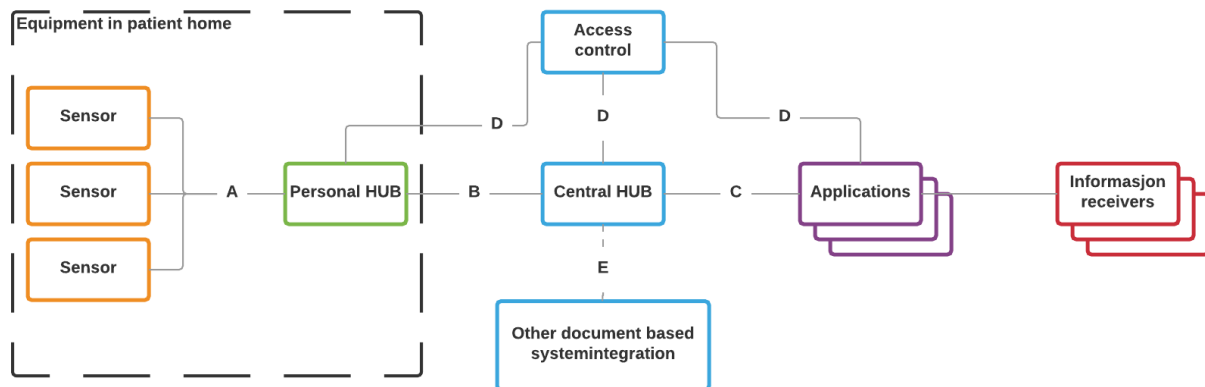 Equipment in patient home
Access
control
Sensor
D
D
D
Sensor
A
Personal HUB
B
Central HUB
C
Applications
Informasjon
receivers
Sensor
E
Other document based
systemintegration